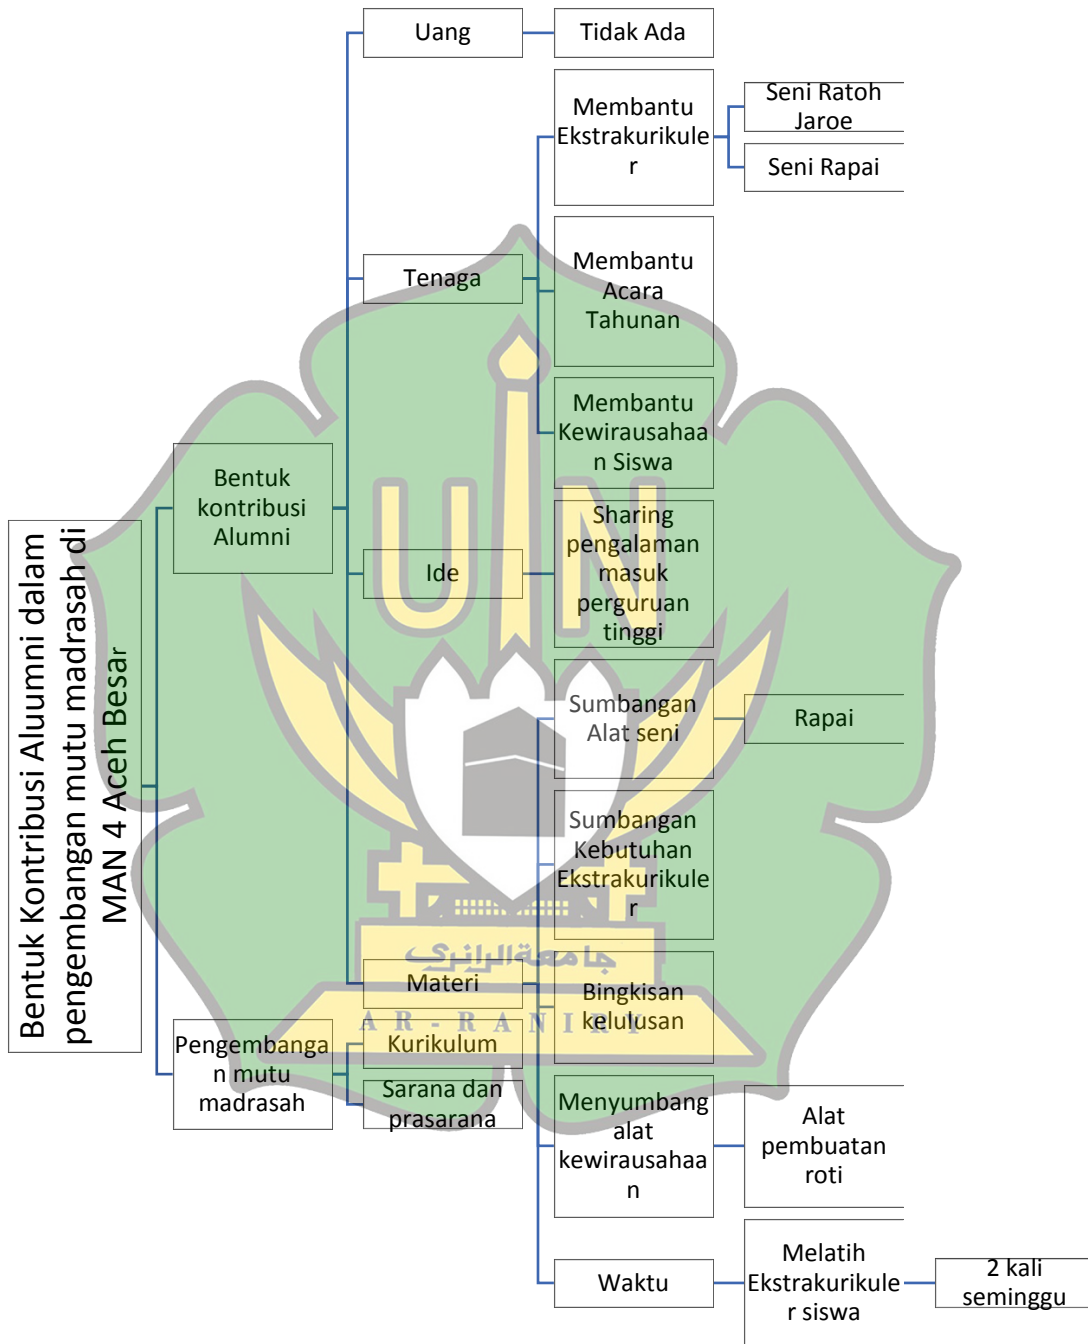 Bentuk Kontribusi Aluumni dalam
pengembangan mutu madrasah di
MAN 4 Aceh Besar
Bentuk
kontribusi
Alumni
Uang
Tidak Ada
Tenaga
Membantu
Ekstrakurikule
r
Seni Ratoh
Jaroe
Seni Rapai
Membantu
Acara
Tahunan
Membantu
Kewirausahaa
n Siswa
Ide
Sharing
pengalaman
masuk
perguruan
tinggi
Materi
Sumbangan
Alat seni
Rapai
Sumbangan
Kebutuhan
Ekstrakurikule
r
Bingkisan
kelulusan
Menyumbang
alat
kewirausahaa
n
Alat
pembuatan
roti
Waktu
Melatih
Ekstrakurikule
r siswa
2 kali
seminggu
Pengembanga
n mutu
madrasah
Kurikulum
Sarana dan
prasarana
UIN
جامعة الرانري
AR-RANIRY